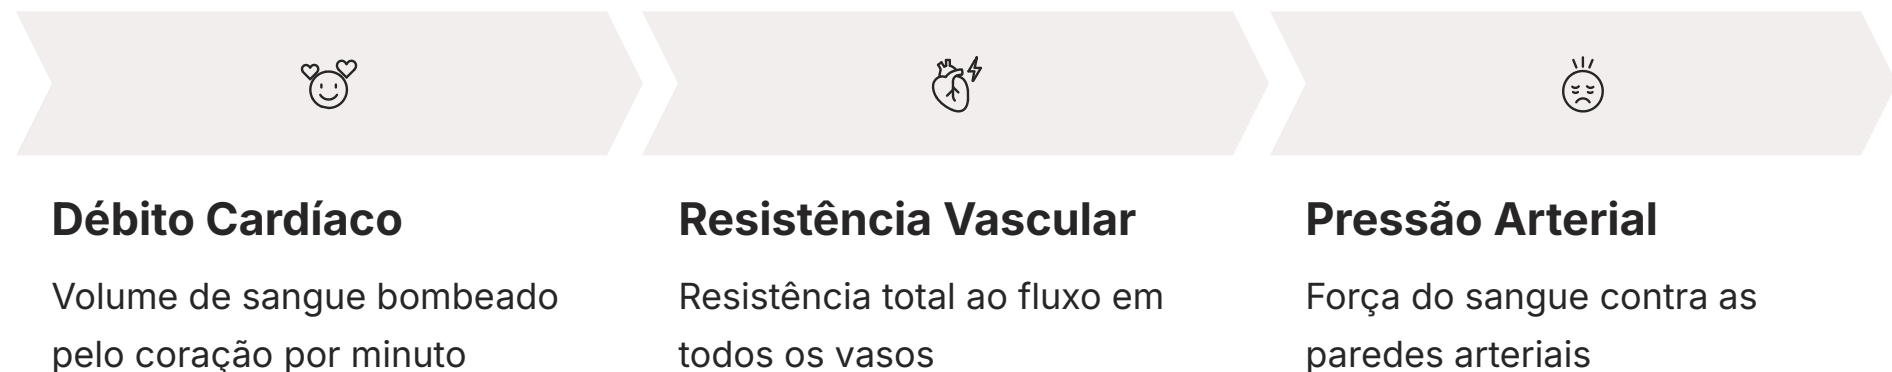 Débito Cardíaco
Volume de sangue bombeado
pelo coração por minuto
Resistência Vascular
Resistência total ao fluxo em
todos os vasos
Pressão Arterial
Força do sangue contra as
paredes arteriais